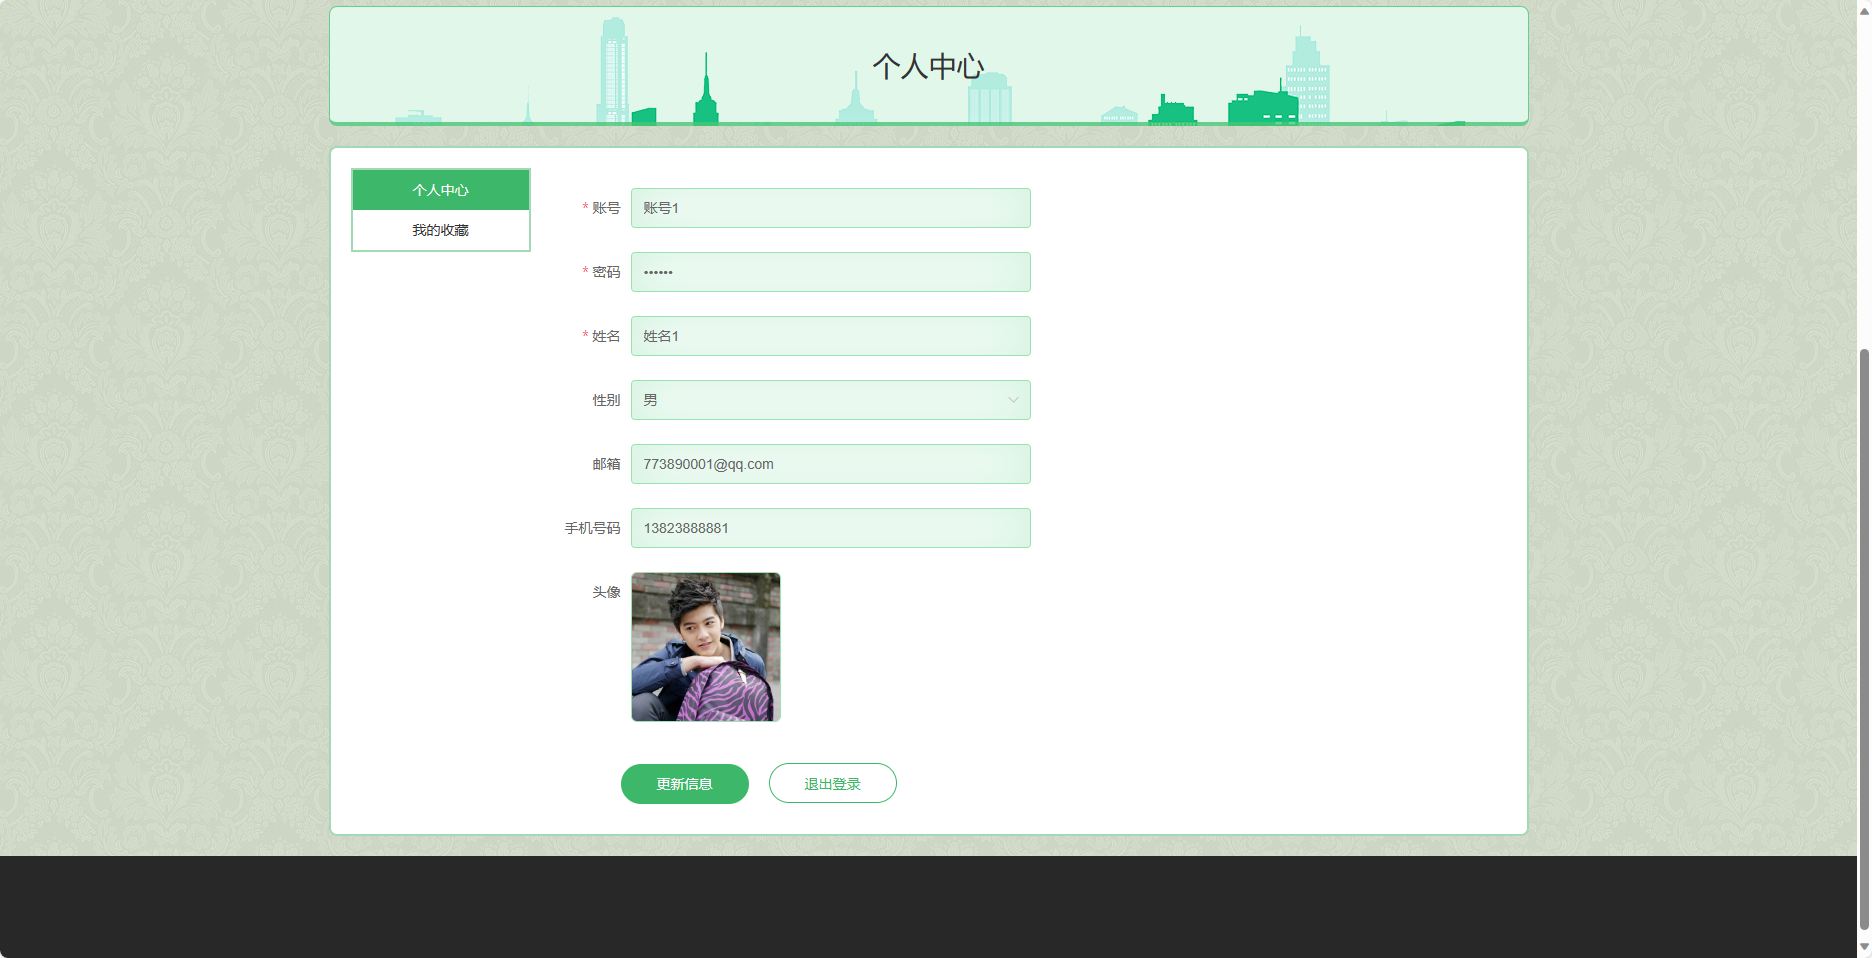 个人中心
个人中心
我的收藏
* 账号 账号1
* 密码 ••••••
* 姓名 姓名1
性别 男
邮箱 773890001@qq.com
手机号码 13823888881
头像
更新信息 退出登录